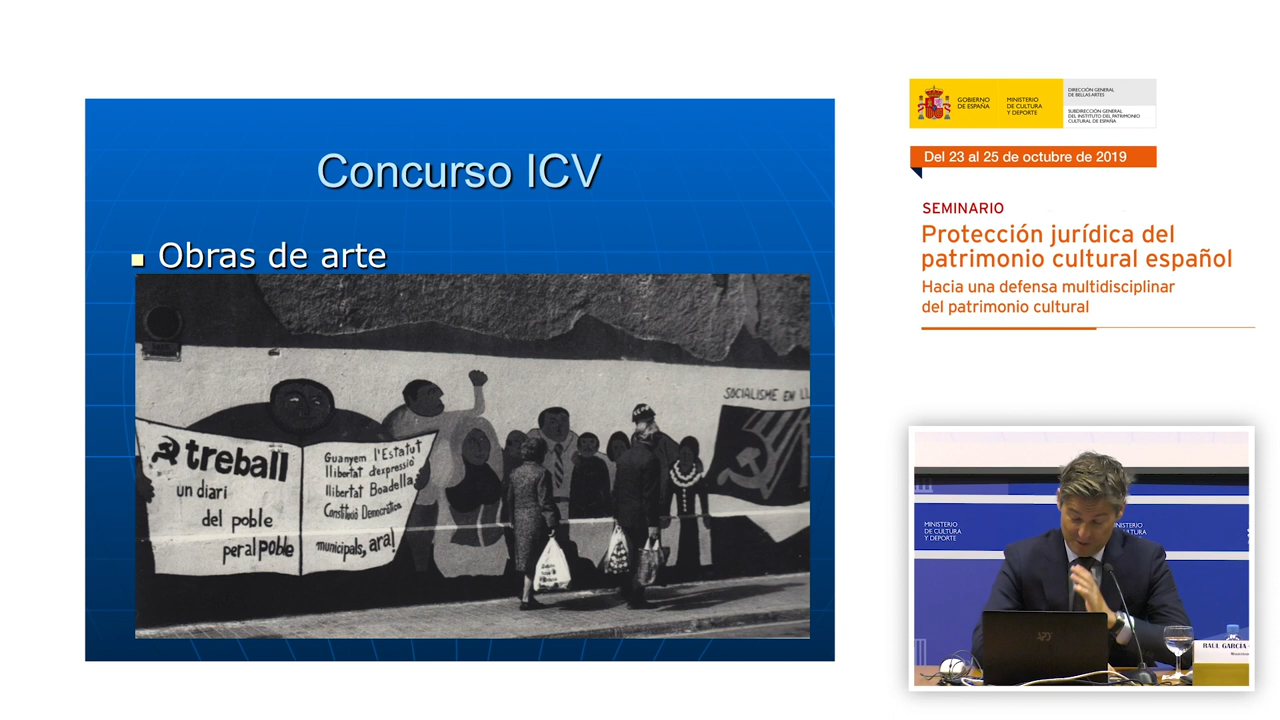 Concurso ICV
Obras de arte
treball
un diari
del poble
per al poble
Guanyem l'Estatut
llibertat d'expressió
llibertat Boadella
Constitució Democràtica
municipals, ara!
SOCIALISME EN
GOBIERNO
DE ESPAÑA
MINISTERIO
DE CULTURA
Y DEPORTE
DIRECCIÓN GENERAL
DE BELLAS ARTES
SUBDIRECCIÓN GENERAL
DEL INSTITUTO DEL PATRIMONIO
CULTURAL DE ESPAÑA
Del 23 al 25 de octubre de 2019
SEMINARIO
Protección jurídica del
patrimonio cultural español
Hacia una defensa multidisciplinar
del patrimonio cultural
MINISTERIO
DE CULTURA
Y DEPORTE
RAUL GARCIA